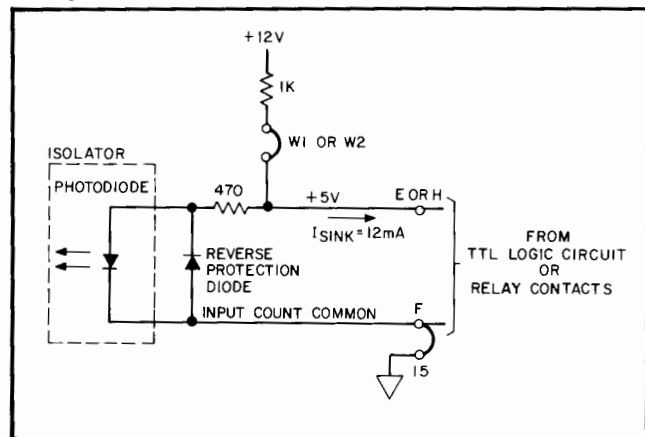 +12V
1K
W1 OR W2
ISOLATOR
PHOTODIODE
470
+5V
E OR H
ISINK = 12mA
FROM
TTL LOGIC CIRCUIT
OR
RELAY CONTACTS
REVERSE
PROTECTION
DIODE
INPUT COUNT COMMON
F
15